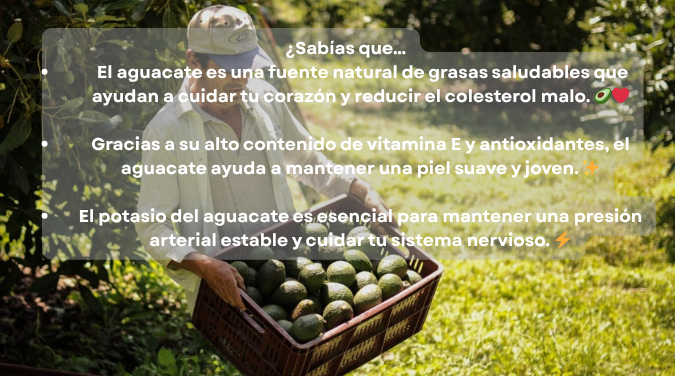 ¿Sabías que...
• El aguacate es una fuente natural de grasas saludables que
ayudan a cuidar tu corazón y reducir el colesterol malo. 🥑❤️
• Gracias a su alto contenido de vitamina E y antioxidantes, el
aguacate ayuda a mantener una piel suave y joven. ✨
• El potasio del aguacate es esencial para mantener una presión
arterial estable y cuidar tu sistema nervioso. ⚡